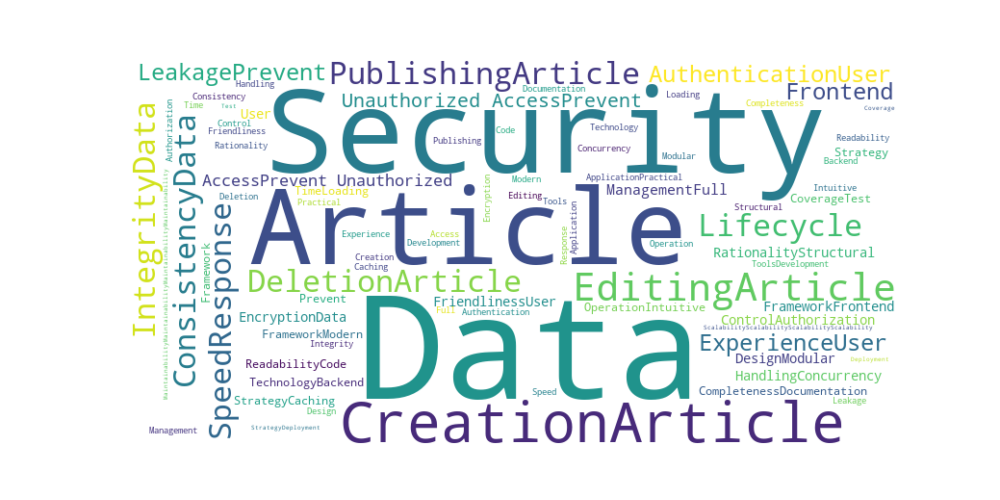 LeakagePrevent
PublishingArticle
AuthenticationUser
Handling
Documentation
Loading
Frontend
Consistency
Time
Test
Unauthorized AccessPrevent
Completeness
Coverage
User
Security
Control
Friendliness
Rationality
Authorization
IntegrityData
ConsistencyData
Code
Publishing
Technology
Concurrency
Modular
Readability
Strategy
Backend
AccessPrevent Unauthorized
Modern
ApplicationPractical
ManagementFull
Intuitive
CoverageTest
Deletion
TimeLoading
Practical
Editing
Tools
Encryption
Application
Structural
Article
SpeedResponse
Experience
Access
Development
Response
Operation
Lifecycle
RationalityStructural
ToolsDevelopment
Creation
Caching
Framework
MaintainabilityMaintainabilityMaintainabilityMaintainability
DeletionArticle
EditingArticle
Prevent
FriendlinessUser
OperationIntuitive
FrameworkFrontend
Full
Authentication
EncryptionData
ControlAuthorization
ScalabilityScalabilityScalabilityScalability
FrameworkModern
Integrity
Data
ExperienceUser
DesignModular
Deployment
ReadabilityCode
HandlingConcurrency
TechnologyBackend
Speed
CompletenessDocumentation
StrategyCaching
Design
Leakage
CreationArticle
Management
StrategyDeployment